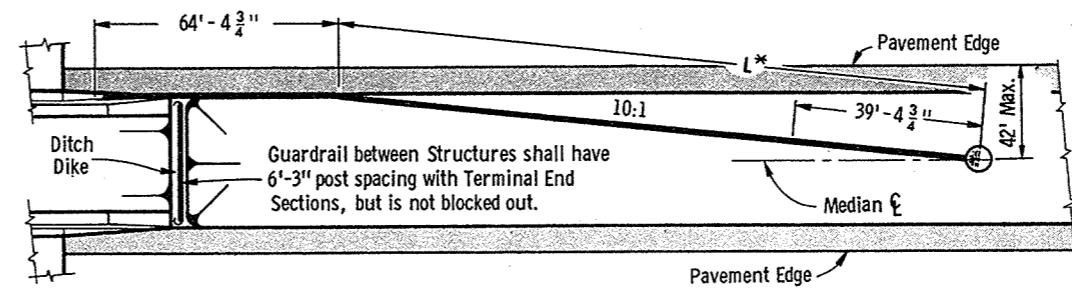 64'-4 3/4"
Pavement Edge
L*
10:1
39'-4 3/4"
42' Max.
Ditch
Dike
Guardrail between Structures shall have
6'-3" post spacing with Terminal End
Sections, but is not blocked out.
Median ℄
Pavement Edge